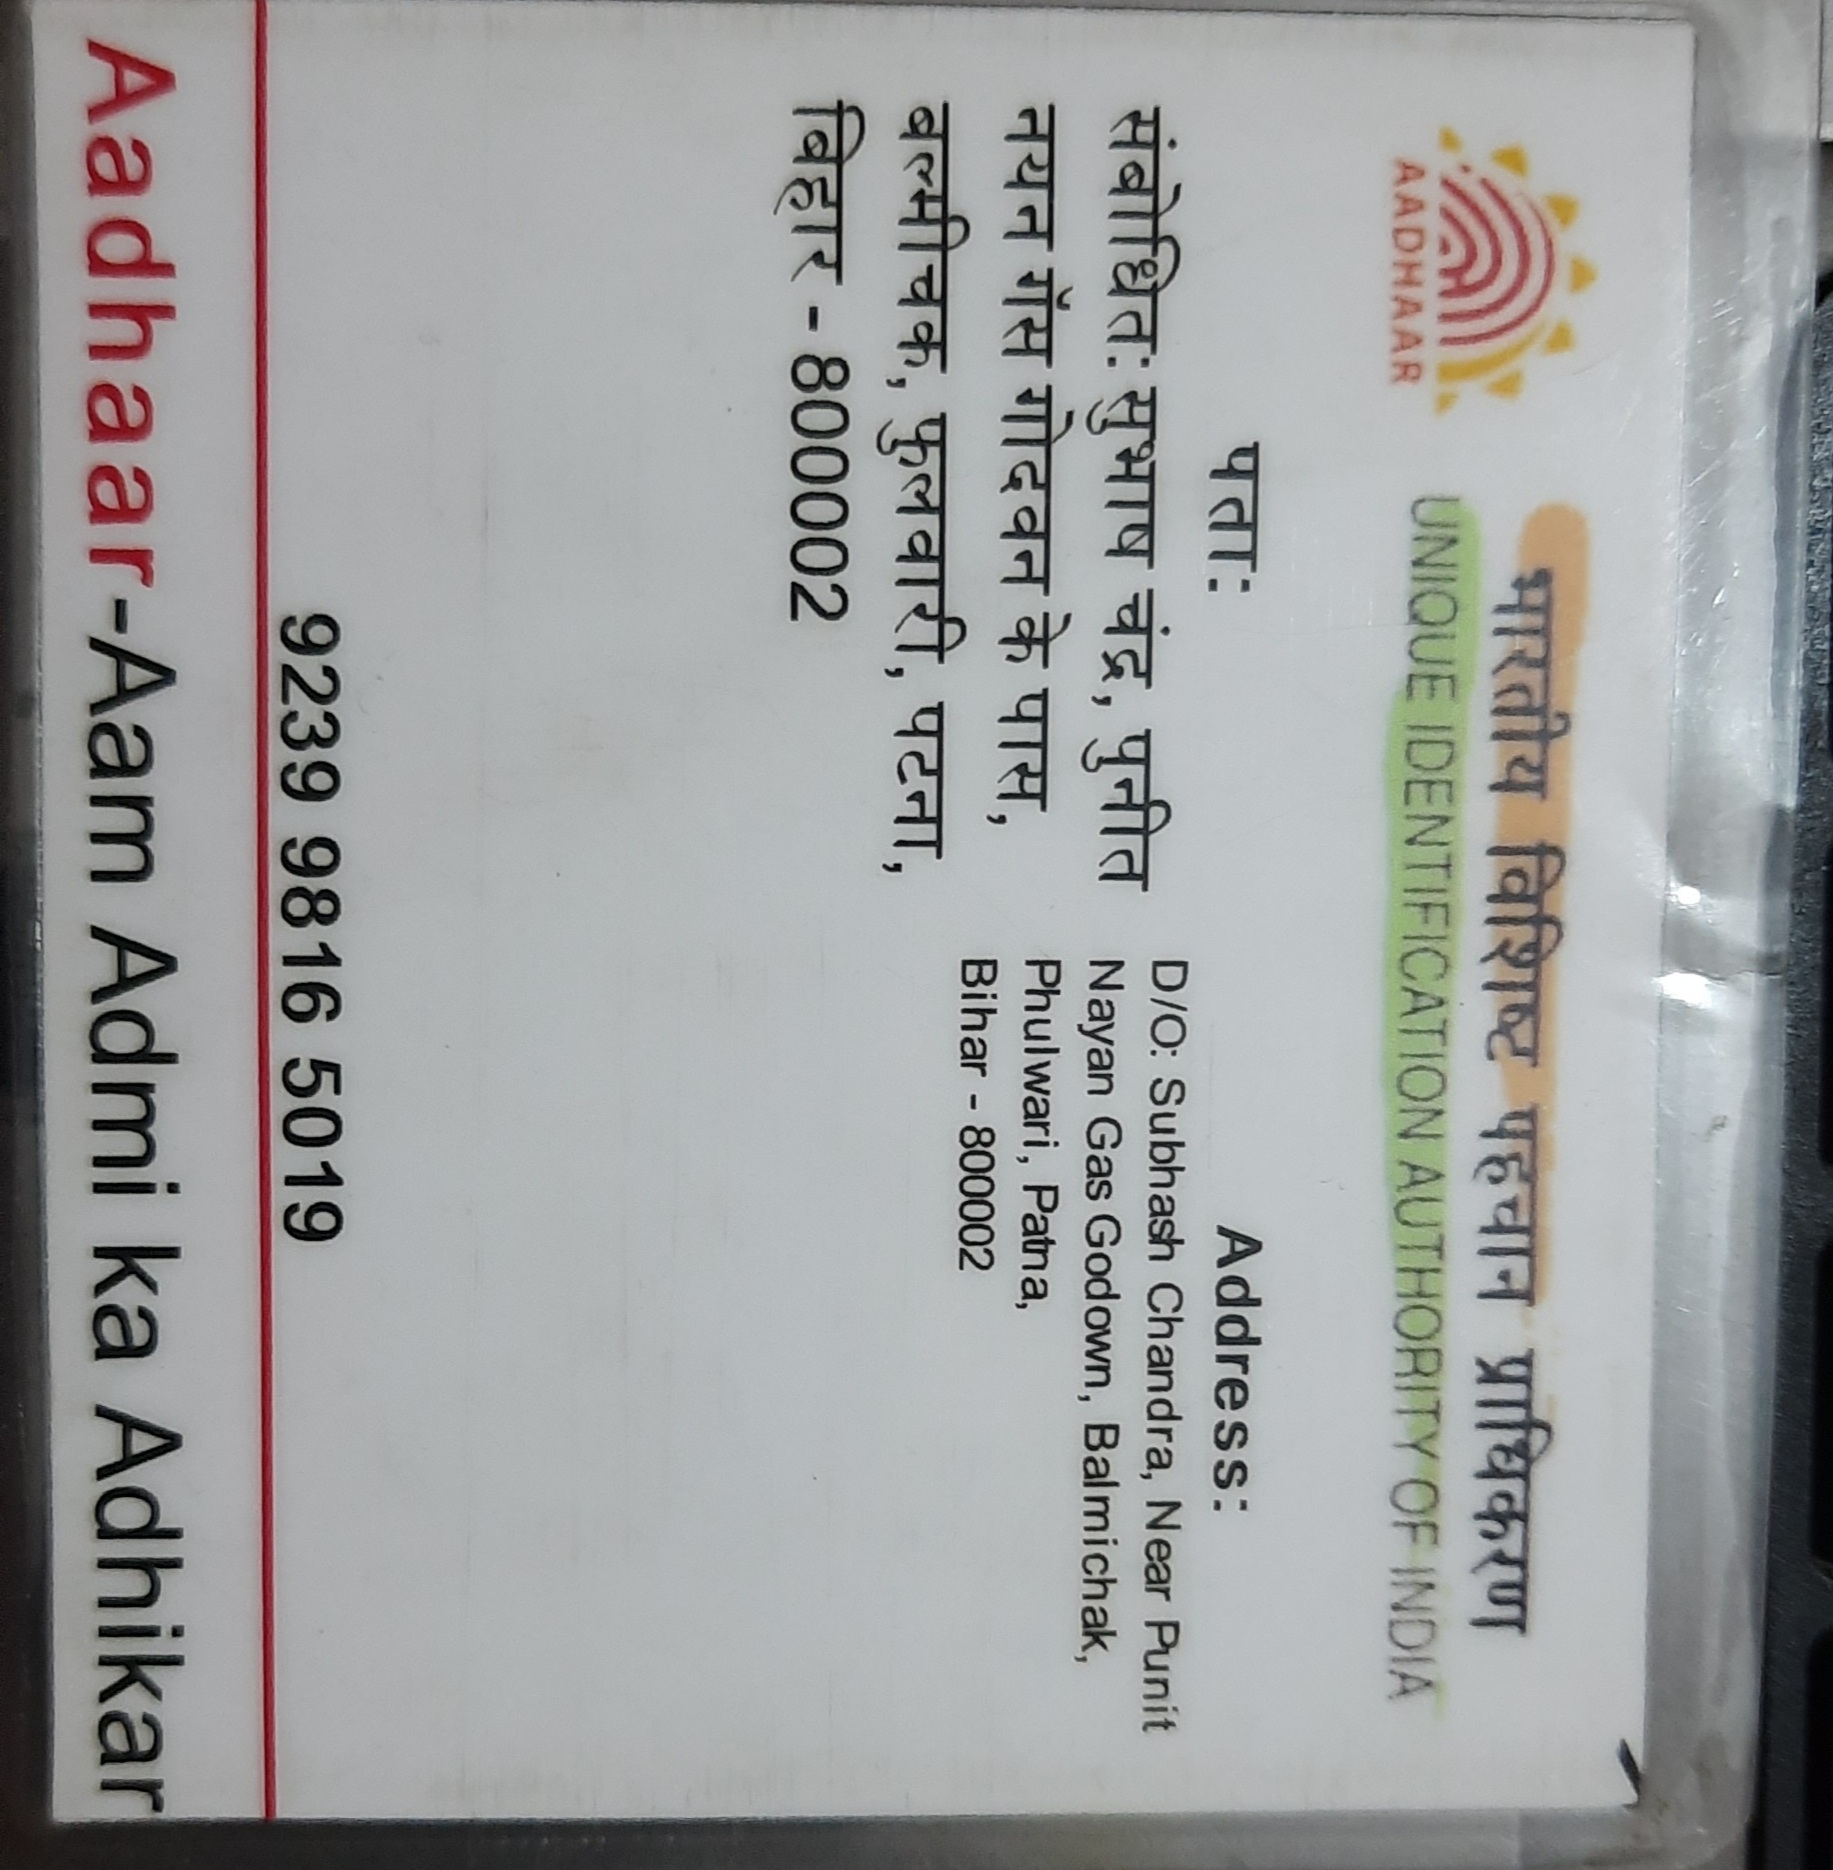 भारतीय विशिष्ट पहचान प्राधिकरण
UNIQUE IDENTIFICATION AUTHORITY OF INDIA
AADHAAR
पता:
संबोधित: सुभाष चंद्र, पुनीत
नयन गॅस गोदवन के पास,
बल्मीचक, फुलवारी, पटना,
बिहार - 800002
Address:
D/O: Subhash Chandra, Near Punit
Nayan Gas Godown, Balmichak,
Phulwari, Patna,
Bihar - 800002
9239 9816 5019
Aadhaar-Aam Admi ka Adhikar